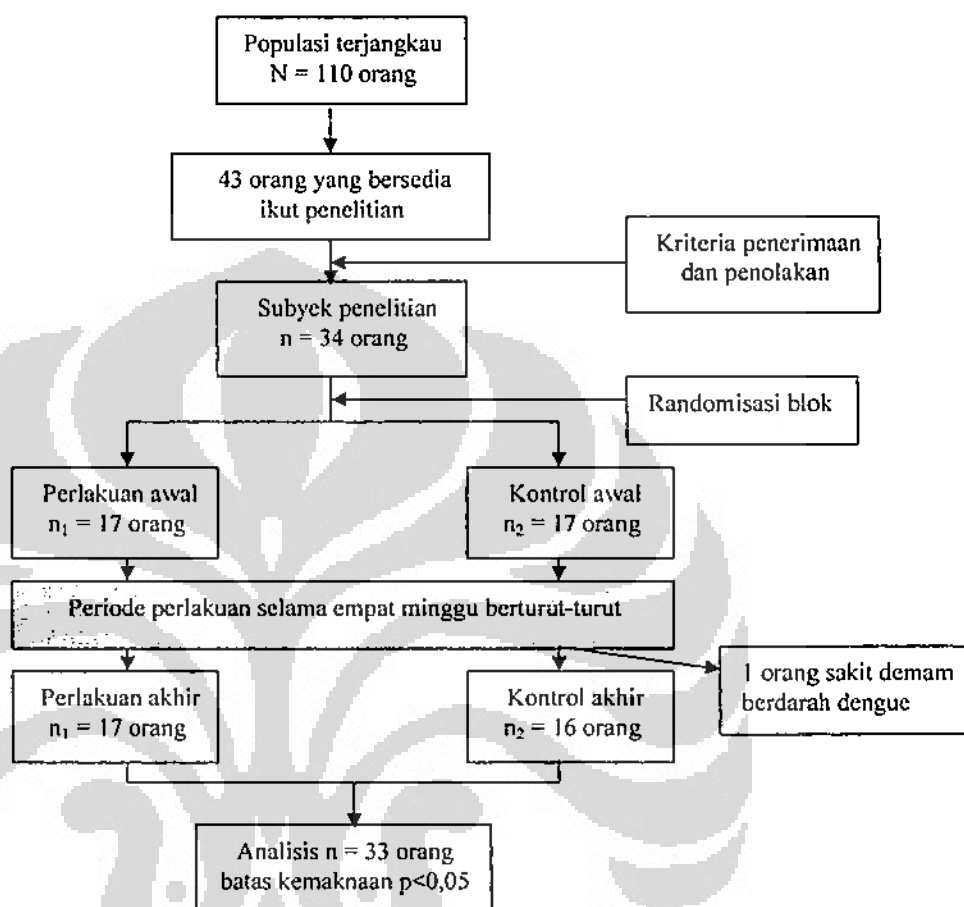 Populasi terjangkau
N = 110 orang
43 orang yang bersedia
ikut penelitian
Kriteria penerimaan
dan penolakan
Subyek penelitian
n = 34 orang
Randomisasi blok
Perlakuan awal
n₁ = 17 orang
Kontrol awal
n₂ = 17 orang
Periode perlakuan selama empat minggu berturut-turut
1 orang sakit demam
berdarah dengue
Perlakuan akhir
n₁ = 17 orang
Kontrol akhir
n₂ = 16 orang
Analisis n = 33 orang
batas kemaknaan p<0,05